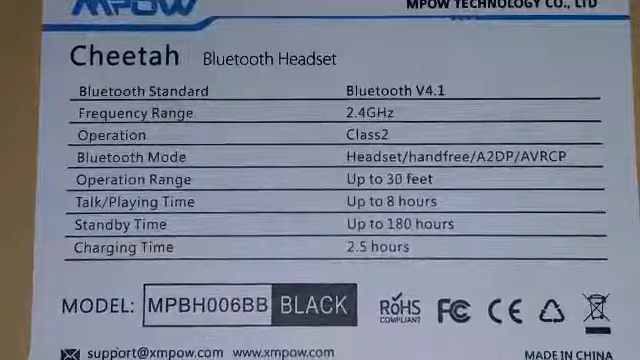 MPOW
MPOW TECHNOLOGY CO., LTD
Cheetah Bluetooth Headset
Bluetooth Standard Bluetooth V4.1
Frequency Range 2.4GHz
Operation Class2
Bluetooth Mode Headset/handfree/A2DP/AVRCP
Operation Range Up to 30 feet
Talk/Playing Time Up to 8 hours
Standby Time Up to 180 hours
Charging Time 2.5 hours
MODEL: MPBH006BB BLACK RoHS COMPLIANT FC CE
support@xmpow.com www.xmpow.com MADE IN CHINA